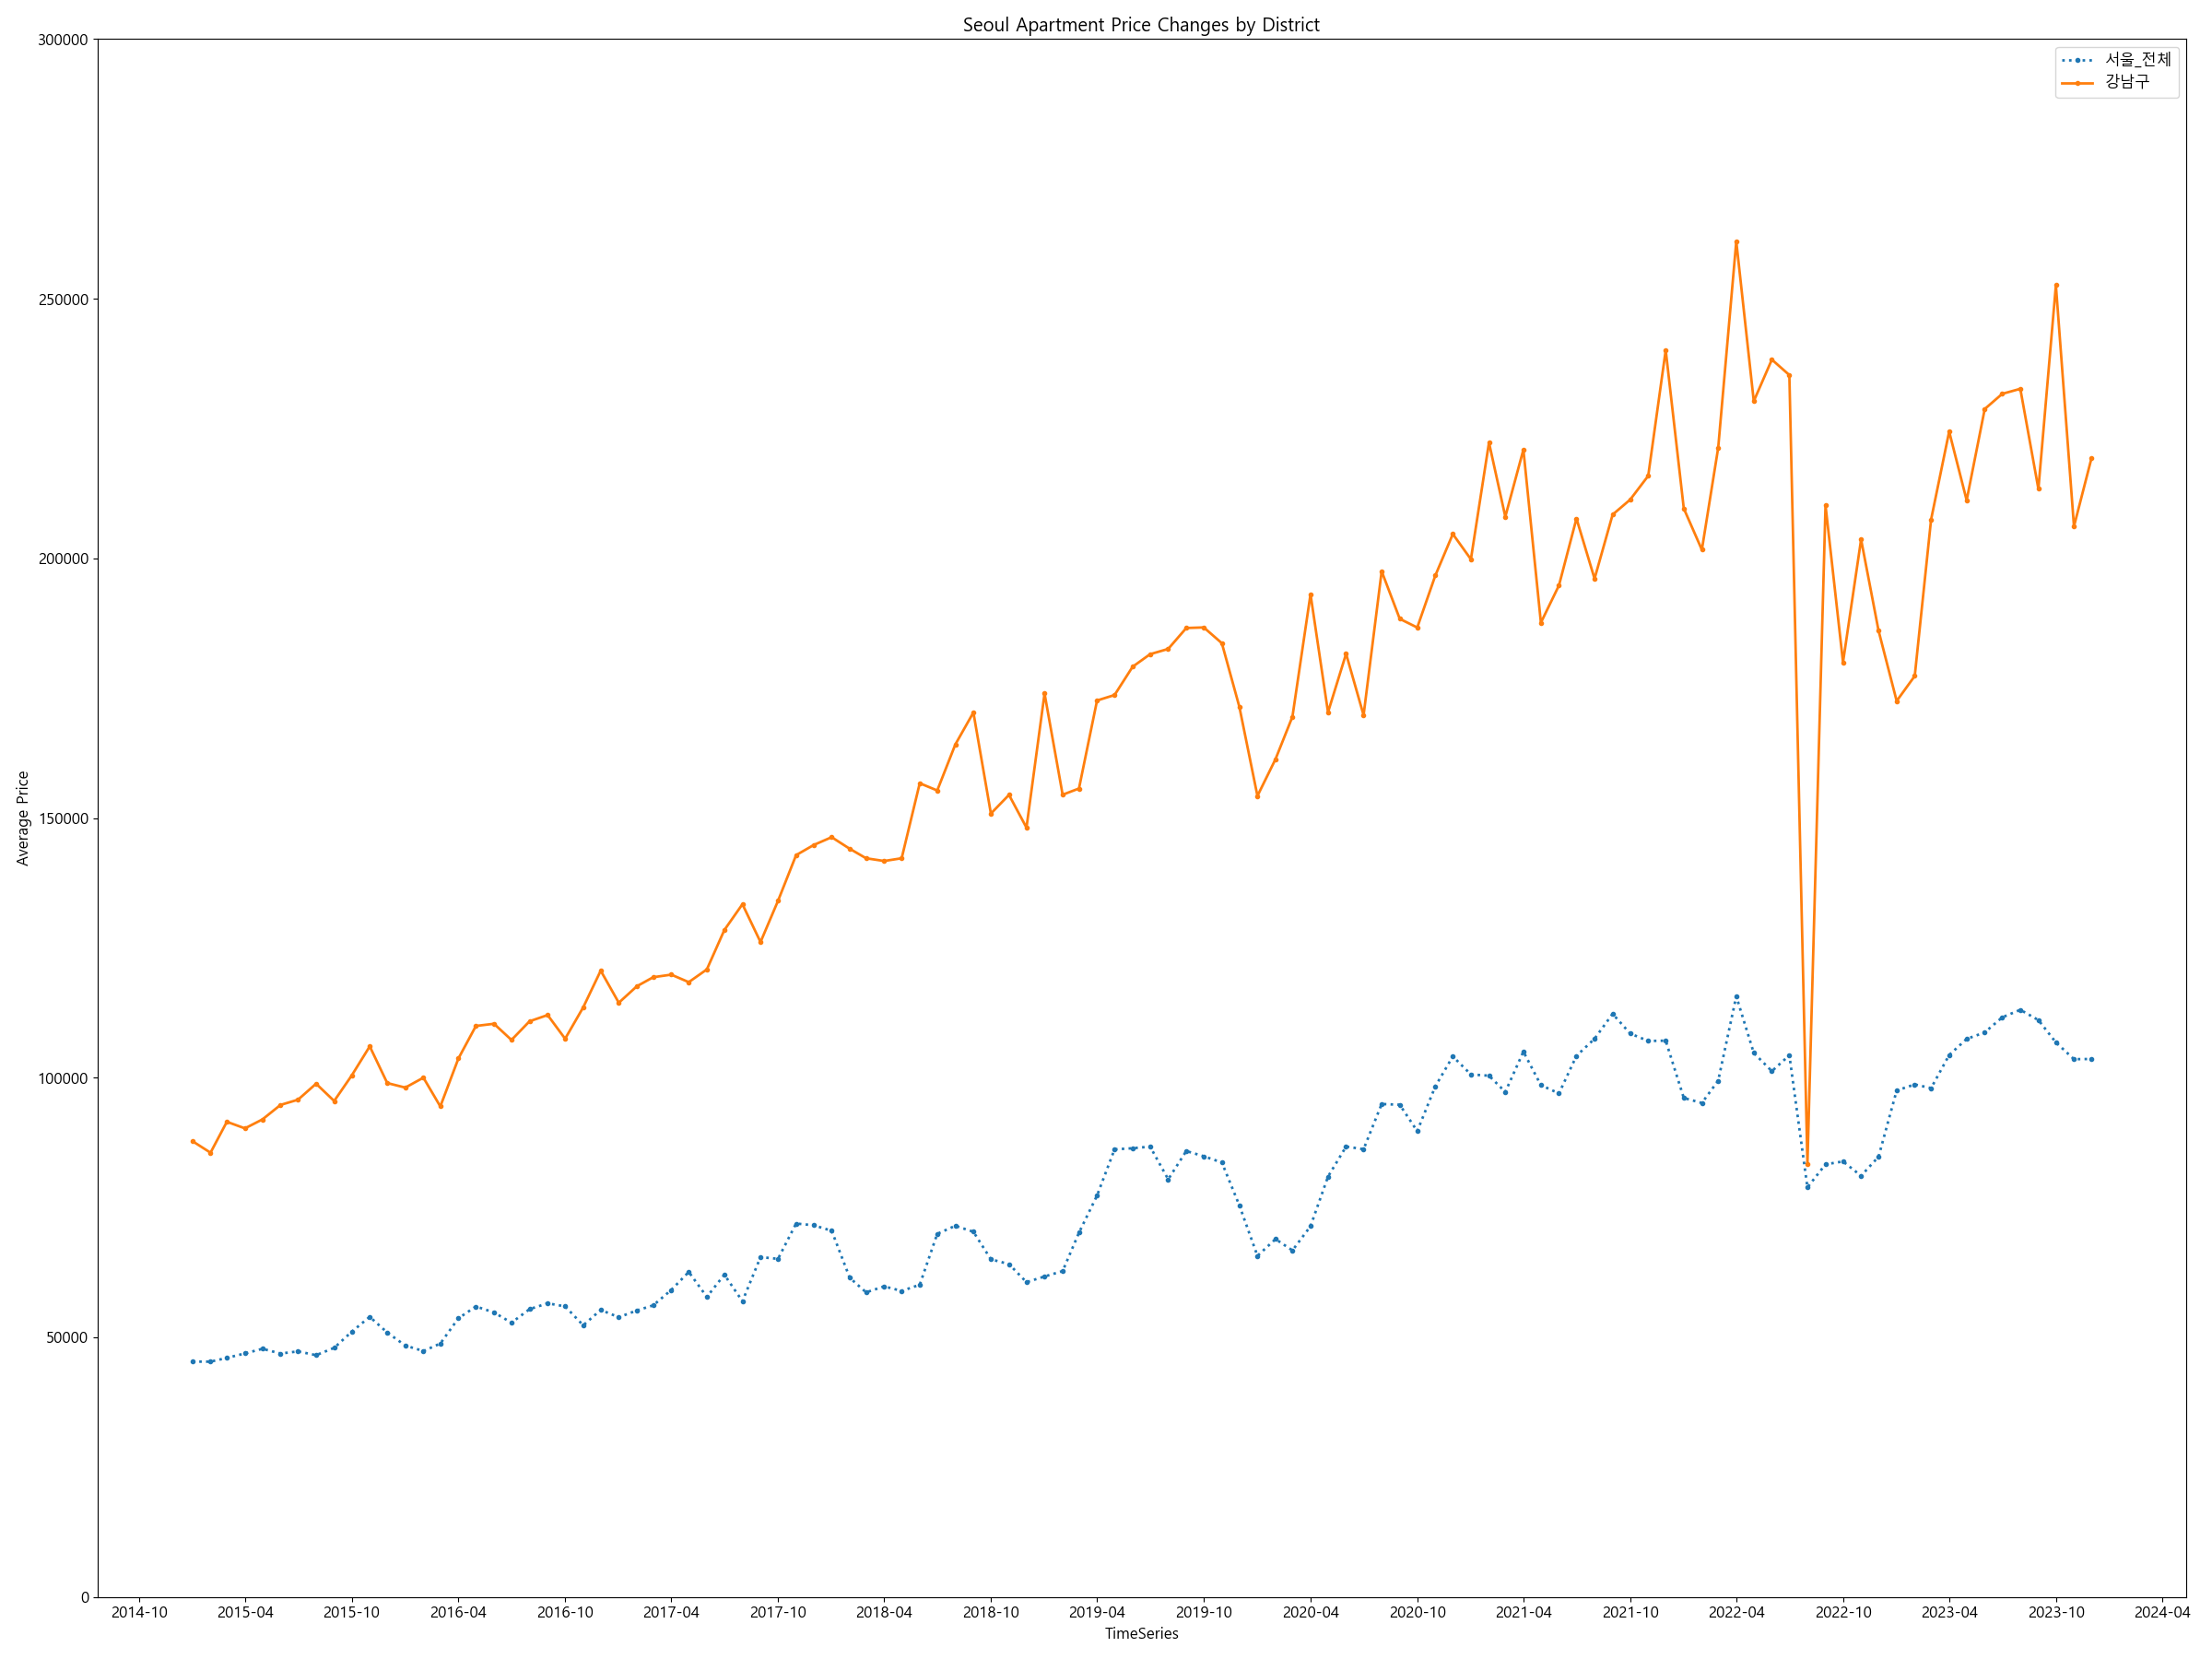 Seoul Apartment Price Changes by District
서울_전체
강남구
300000
250000
200000
150000
100000
50000
0
Average Price
2014-10 2015-04 2015-10 2016-04 2016-10 2017-04 2017-10 2018-04 2018-10 2019-04 2019-10 2020-04 2020-10 2021-04 2021-10 2022-04 2022-10 2023-04 2023-10 2024-04
TimeSeries